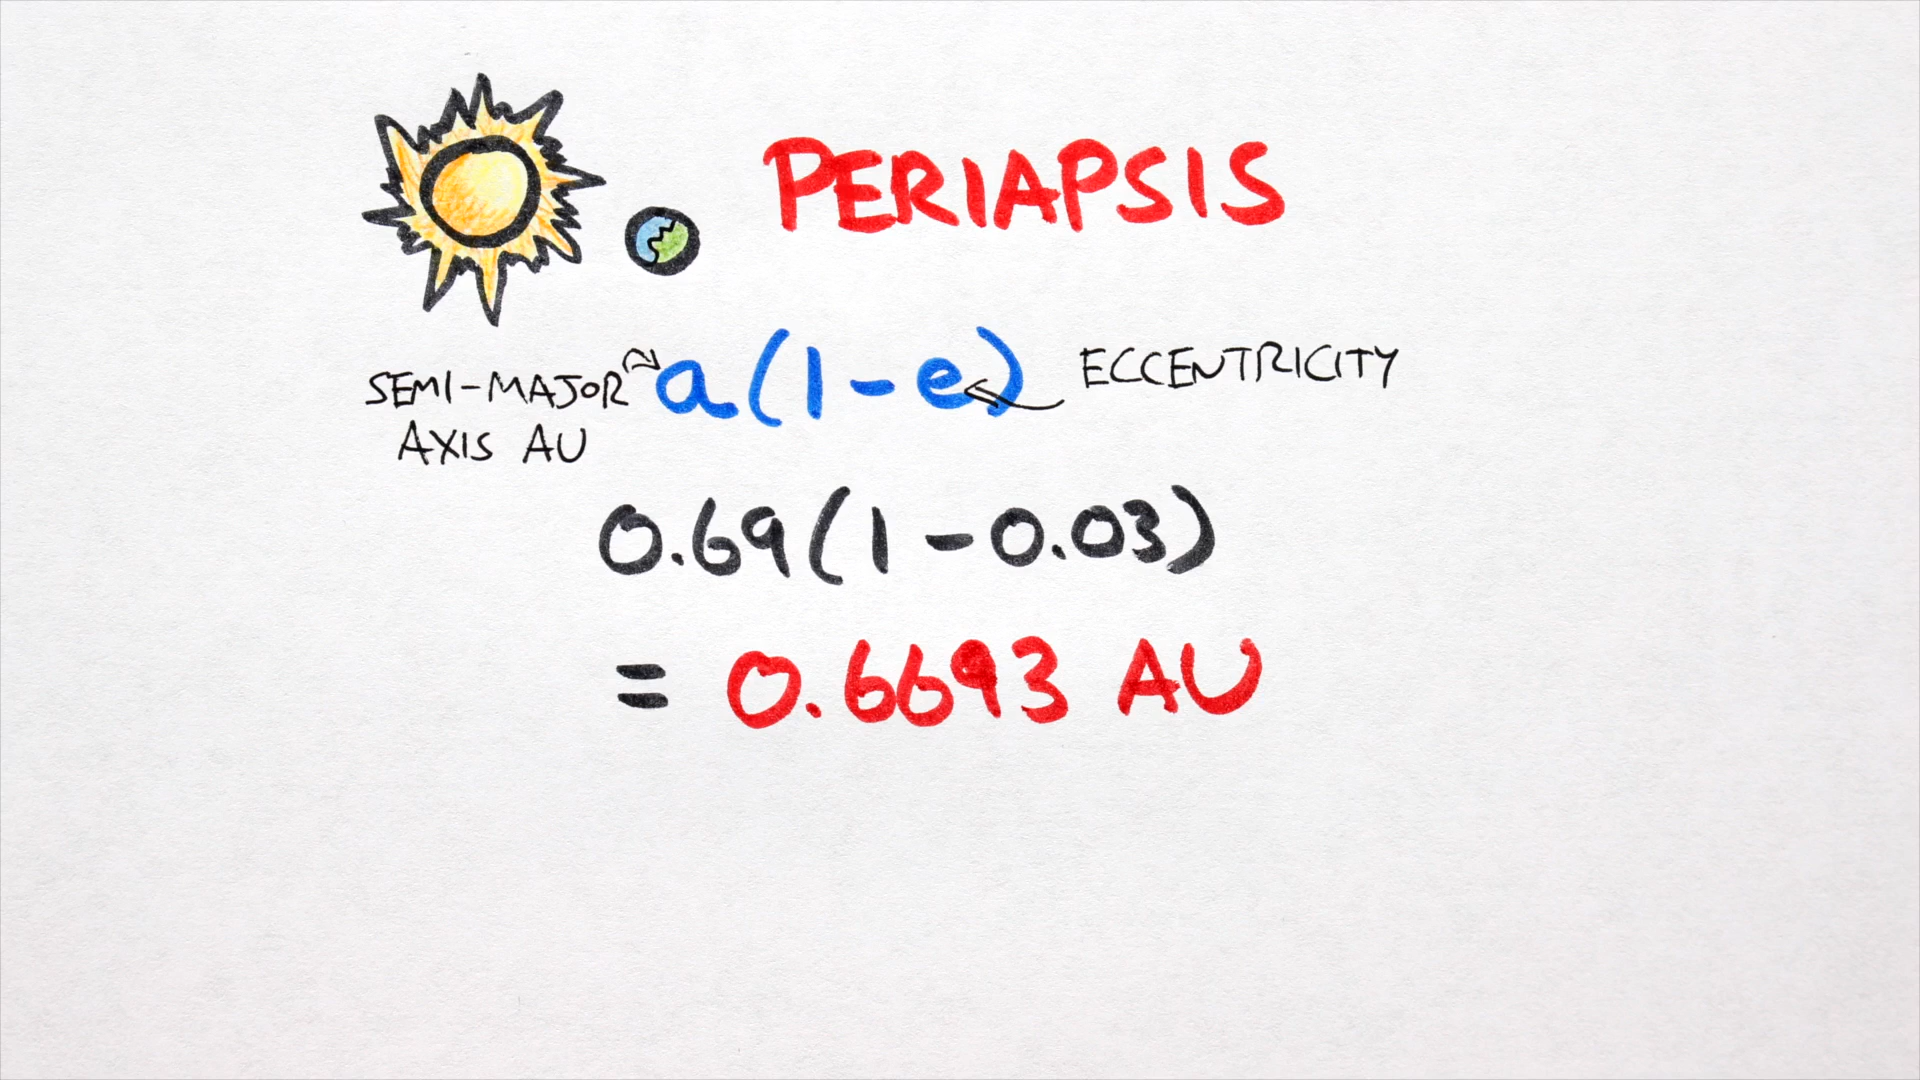 PERIAPSIS
SEMI-MAJOR
AXIS AU
a(1-e)
ECCENTRICITY
0.69(1-0.03)
= 0.6693 AU